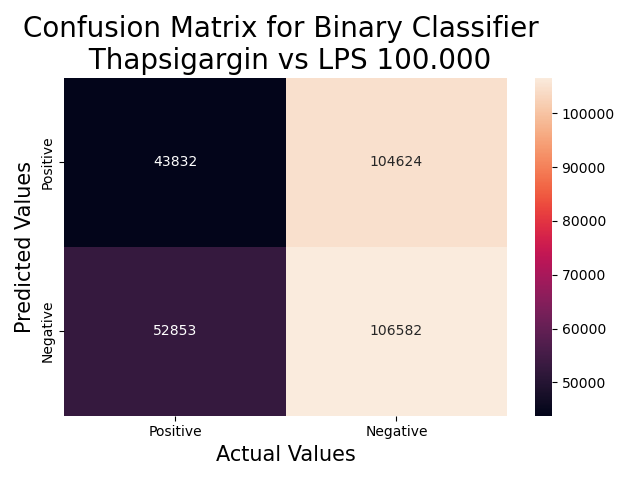 Confusion Matrix for Binary Classifier
Thapsigargin vs LPS 100.000
Predicted Values
Positive
Negative
43832
104624
52853
106582
Positive
Negative
Actual Values
100000
90000
80000
70000
60000
50000